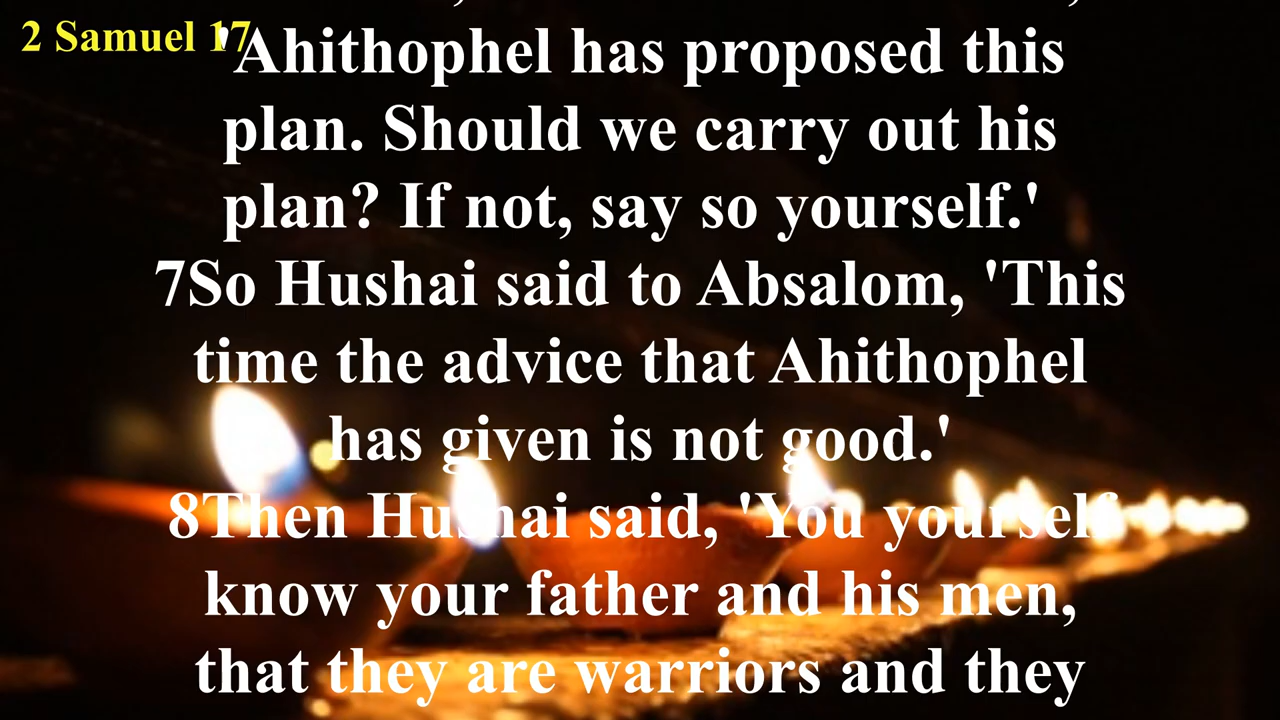 2 Samuel 17
'Ahithophel has proposed this
plan. Should we carry out his
plan? If not, say so yourself.'
7So Hushai said to Absalom, 'This
time the advice that Ahithophel
has given is not good.'
8Then Hushai said, 'You yourself
know your father and his men,
that they are warriors and they